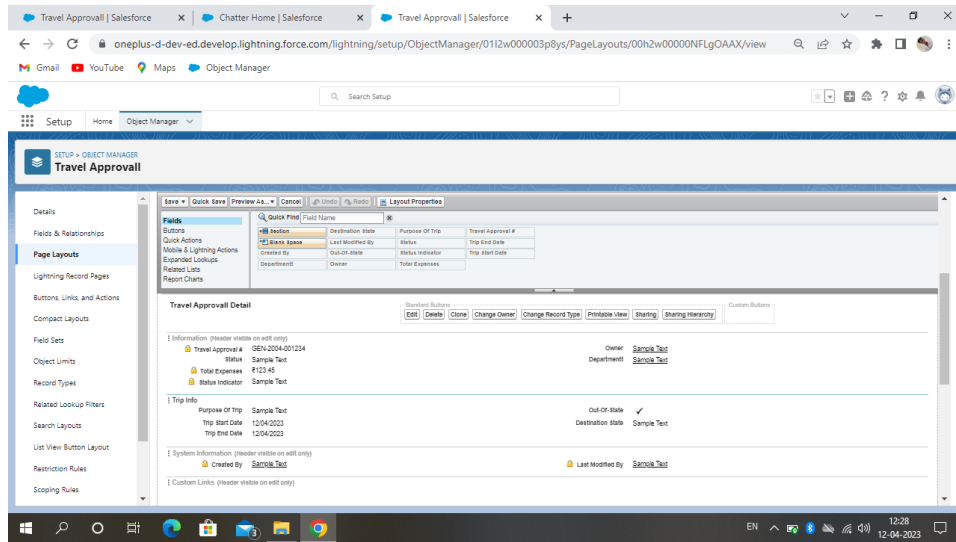 Travel Approvall | Salesforce
Chatter Home | Salesforce
Travel Approvall | Salesforce
oneplus-d-dev-ed.develop.lightning.force.com/lightning/setup/ObjectManager/01I2w000003p8ys/PageLayouts/00h2w00000NFLgOAAX/view
Gmail YouTube Maps Object Manager
Search Setup
Setup Home Object Manager
SETUP > OBJECT MANAGER
Travel Approvall
Details
Fields & Relationships
Page Layouts
Lightning Record Pages
Buttons, Links, and Actions
Compact Layouts
Field Sets
Object Limits
Record Types
Related Lookup Filters
Search Layouts
List View Button Layout
Restriction Rules
Scoping Rules
Save Quick Save Preview As... Cancel Undo Redo Layout Properties
Fields
Buttons
Quick Actions
Mobile & Lightning Actions
Expanded Lookups
Related Lists
Report Charts
Quick Find Field Name
Section Destination State Purpose Of Trip Travel Approval #
Blank Space Last Modified By Status Trip End Date
Created By Out-Of-State Status Indicator Trip Start Date
Departmentt Owner Total Expenses
Travel Approvall Detail
Standard Buttons
Edit Delete Clone Change Owner Change Record Type Printable View Sharing Sharing Hierarchy
Custom Buttons
Information (Header visible on edit only)
Travel Approval # GEN-2004-001234 Owner Sample Text
Status Sample Text Departmentt Sample Text
Total Expenses ₹123.45
Status Indicator Sample Text
Trip Info
Purpose Of Trip Sample Text Out-Of-State ✓
Trip Start Date 12/04/2023 Destination State Sample Text
Trip End Date 12/04/2023
System Information (Header visible on edit only)
Created By Sample Text Last Modified By Sample Text
Custom Links (Header visible on edit only)
3
EN
12:28
12-04-2023